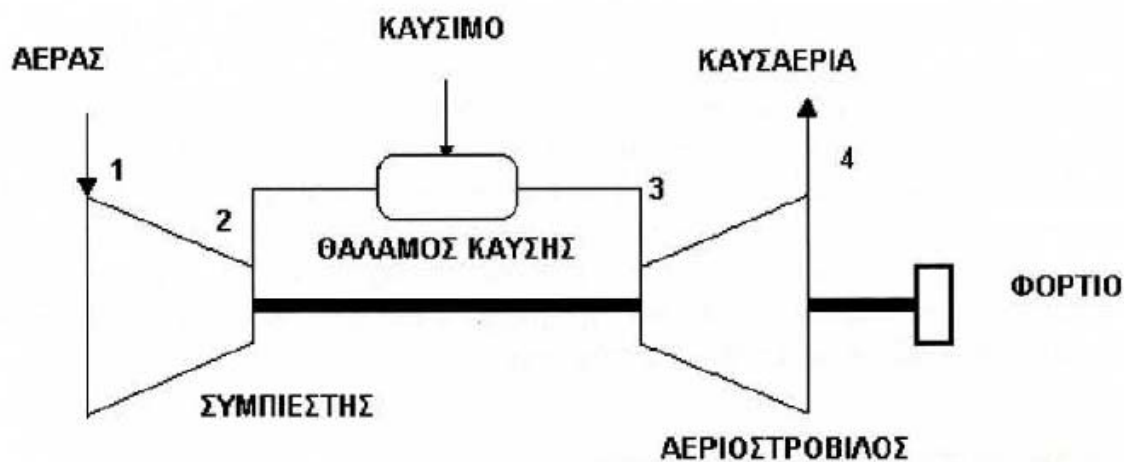 ΚΑΥΣΙΜΟ
ΑΕΡΑΣ
ΚΑΥΣΑΕΡΙΑ
1
4
2
3
ΘΑΛΑΜΟΣ ΚΑΥΣΗΣ
ΦΟΡΤΙΟ
ΣΥΜΠΙΕΣΤΗΣ
ΑΕΡΙΟΣΤΡΟΒΙΛΟΣ